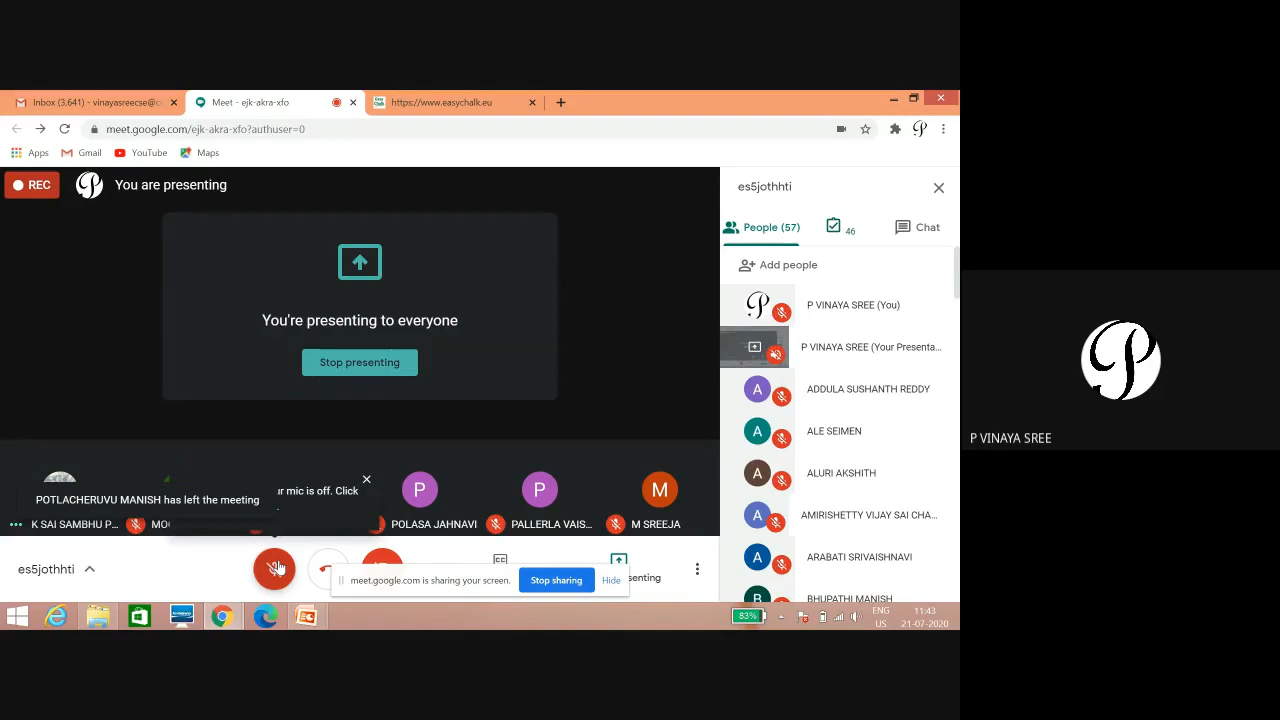 Inbox (3,641) - vinayasreecse@c
Meet - ejk-akra-xfo
https://www.easychalk.eu
meet.google.com/ejk-akra-xfo?authuser=0
Apps
Gmail
YouTube
Maps
REC
You are presenting
You're presenting to everyone
Stop presenting
es5jothhti
People (57)
46
Chat
Add people
P VINAYA SREE (You)
P VINAYA SREE (Your Presenta...
A
ADDULA SUSHANTH REDDY
A
ALE SEIMEN
A
ALURI AKSHITH
A
AMIRISHETTY VIJAY SAI CHA...
A
ARABATI SRIVAISHNAVI
B
BHUPATHI MANISH
POTLACHERUVU MANISH has left the meeting
ur mic is off. Click
P
P
M
K SAI SAMBHU P...
POLASA JAHNAVI
PALLERLA VAIS...
M SREEJA
es5jothhti
meet.google.com is sharing your screen.
Stop sharing
Hide
83%
ENG
US
11:43
21-07-2020
P
P VINAYA SREE